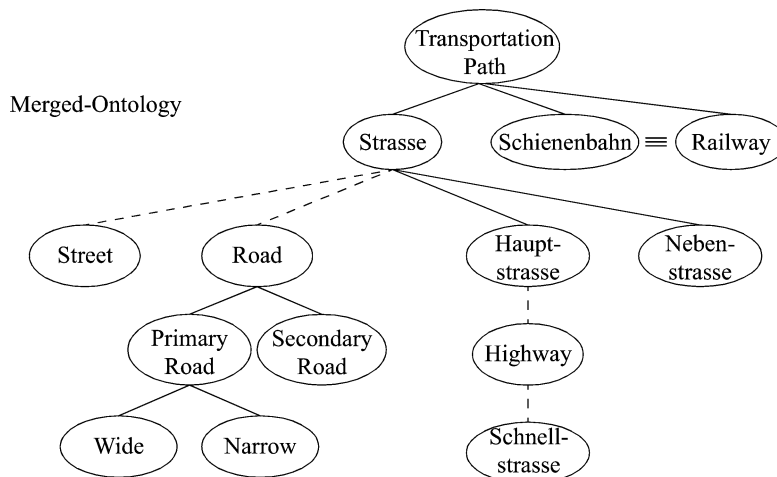 Transportation
Path
Merged-Ontology
Strasse
Schienenbahn ≡ Railway
Street
Road
Haupt-
strasse
Neben-
strasse
Primary
Road
Secondary
Road
Highway
Wide
Narrow
Schnell-
strasse